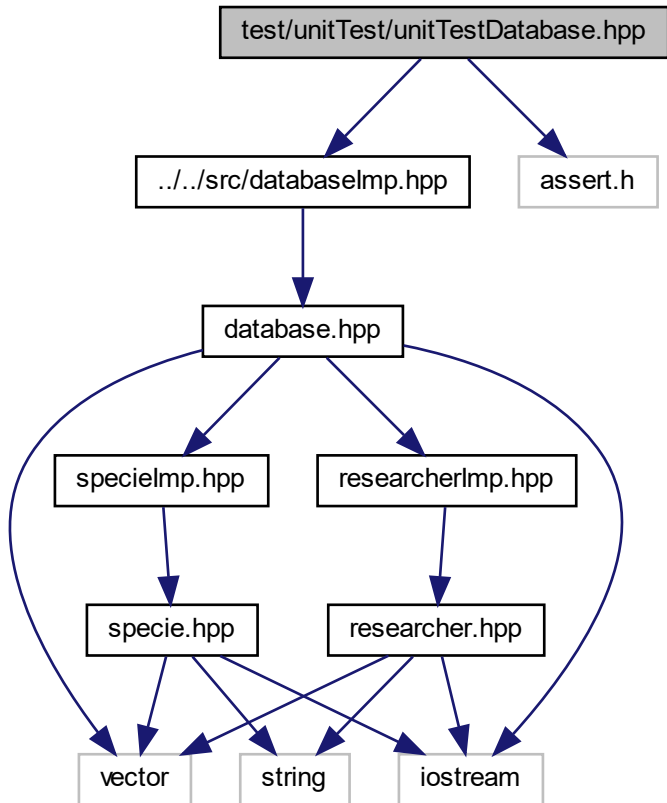 test/unitTest/unitTestDatabase.hpp
../../src/databaseImp.hpp
assert.h
database.hpp
specieImp.hpp
researcherImp.hpp
specie.hpp
researcher.hpp
vector
string
iostream